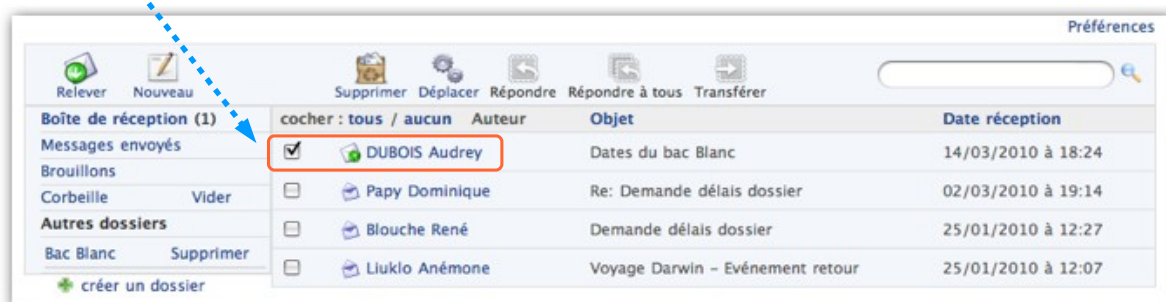 Préférences
Relever Nouveau Supprimer Déplacer Répondre Répondre à tous Transférer
Boîte de réception (1) cocher : tous / aucun Auteur Objet Date réception
Messages envoyés DUBOIS Audrey Dates du bac Blanc 14/03/2010 à 18:24
Brouillons
Corbeille Vider Papy Dominique Re: Demande délais dossier 02/03/2010 à 19:14
Autres dossiers Blouche René Demande délais dossier 25/01/2010 à 12:27
Bac Blanc Supprimer Liuklo Anémone Voyage Darwin – Evénement retour 25/01/2010 à 12:07
créer un dossier